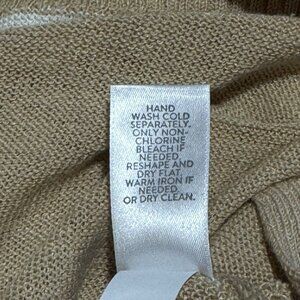 HAND
WASH COLD
SEPARATELY.
ONLY NON-
CHLORINE
BLEACH IF
NEEDED.
RESHAPE AND
DRY FLAT.
WARM IRON IF
NEEDED
OR DRY CLEAN.